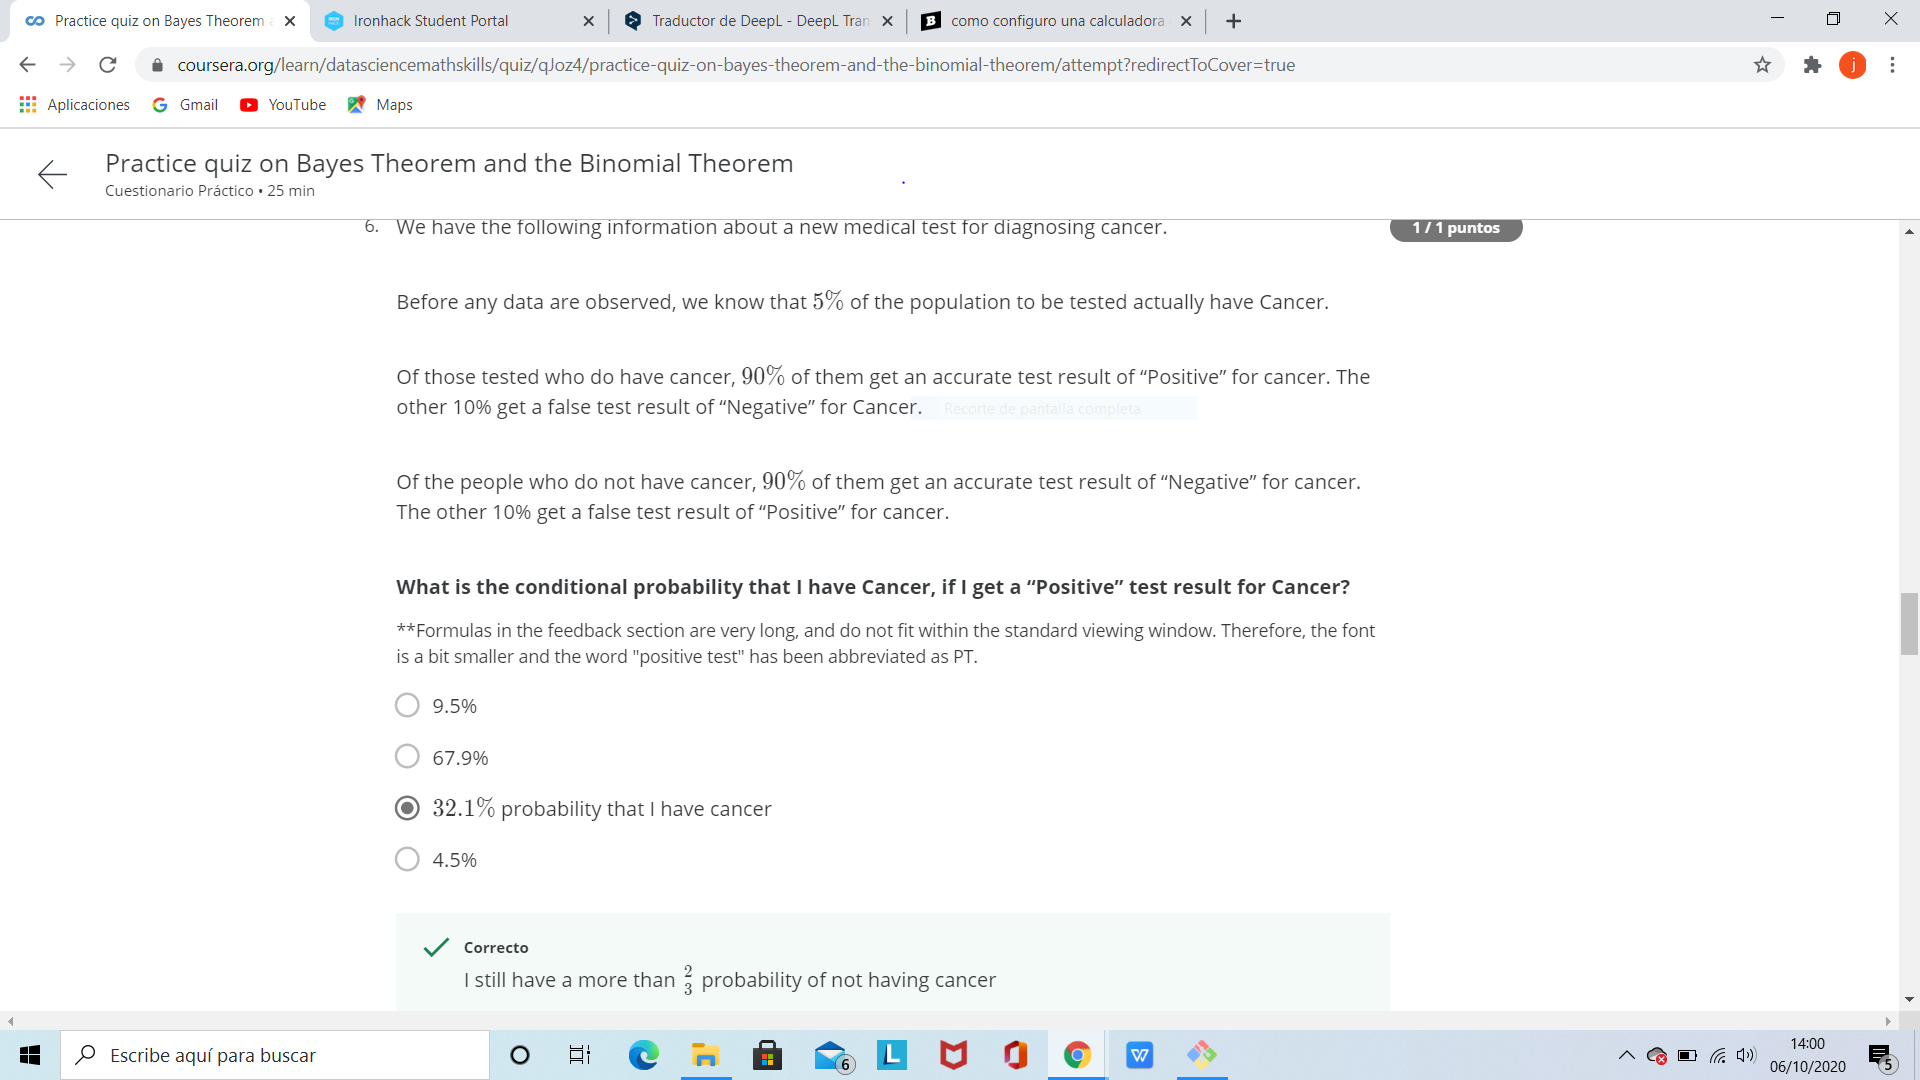 Practice quiz on Bayes Theorem a
Ironhack Student Portal
Traductor de DeepL - DeepL Tran
como configuro una calculadora
coursera.org/learn/datasciencemathskills/quiz/qJoz4/practice-quiz-on-bayes-theorem-and-the-binomial-theorem/attempt?redirectToCover=true
j
Aplicaciones
Gmail
YouTube
Maps
Practice quiz on Bayes Theorem and the Binomial Theorem
Cuestionario Práctico • 25 min
6. We have the following information about a new medical test for diagnosing cancer.
1 / 1 puntos
Before any data are observed, we know that 5% of the population to be tested actually have Cancer.
Of those tested who do have cancer, 90% of them get an accurate test result of “Positive” for cancer. The
other 10% get a false test result of “Negative” for Cancer.
Recorte de pantalla completa
Of the people who do not have cancer, 90% of them get an accurate test result of “Negative” for cancer.
The other 10% get a false test result of “Positive” for cancer.
What is the conditional probability that I have Cancer, if I get a “Positive” test result for Cancer?
**Formulas in the feedback section are very long, and do not fit within the standard viewing window. Therefore, the font
is a bit smaller and the word "positive test" has been abbreviated as PT.
9.5%
67.9%
32.1% probability that I have cancer
4.5%
Correcto
I still have a more than 2/3 probability of not having cancer
Escribe aquí para buscar
6
L
W
14:00
06/10/2020
5